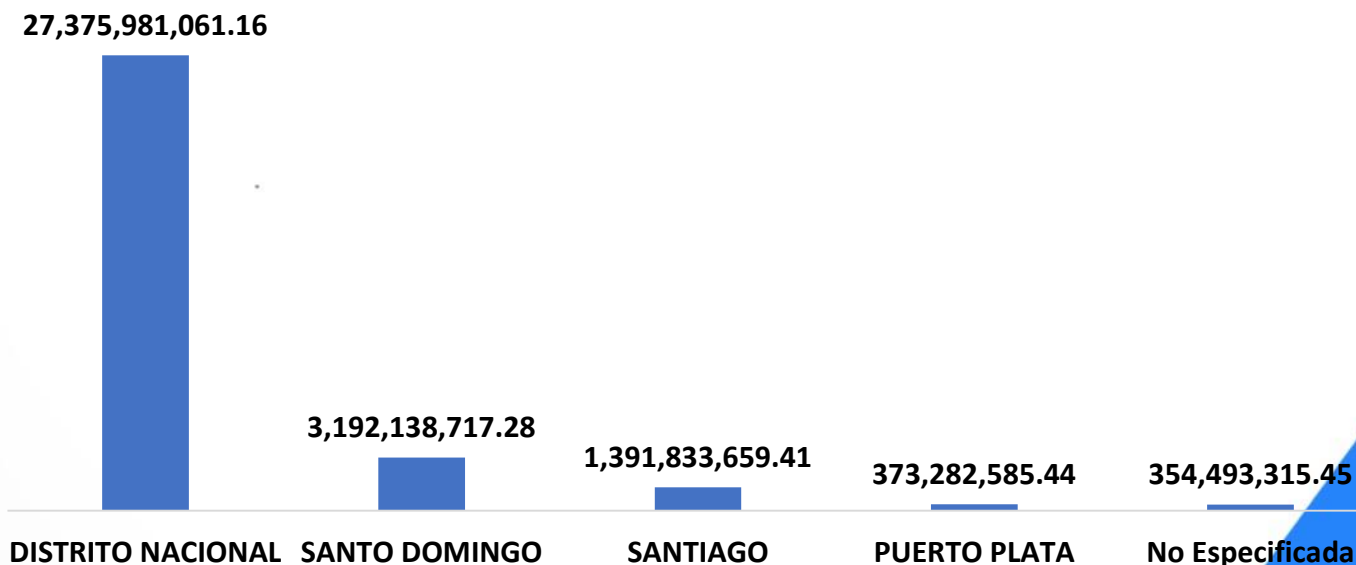 27,375,981,061.16
3,192,138,717.28
1,391,833,659.41
373,282,585.44
354,493,315.45
DISTRITO NACIONAL
SANTO DOMINGO
SANTIAGO
PUERTO PLATA
No Especificada